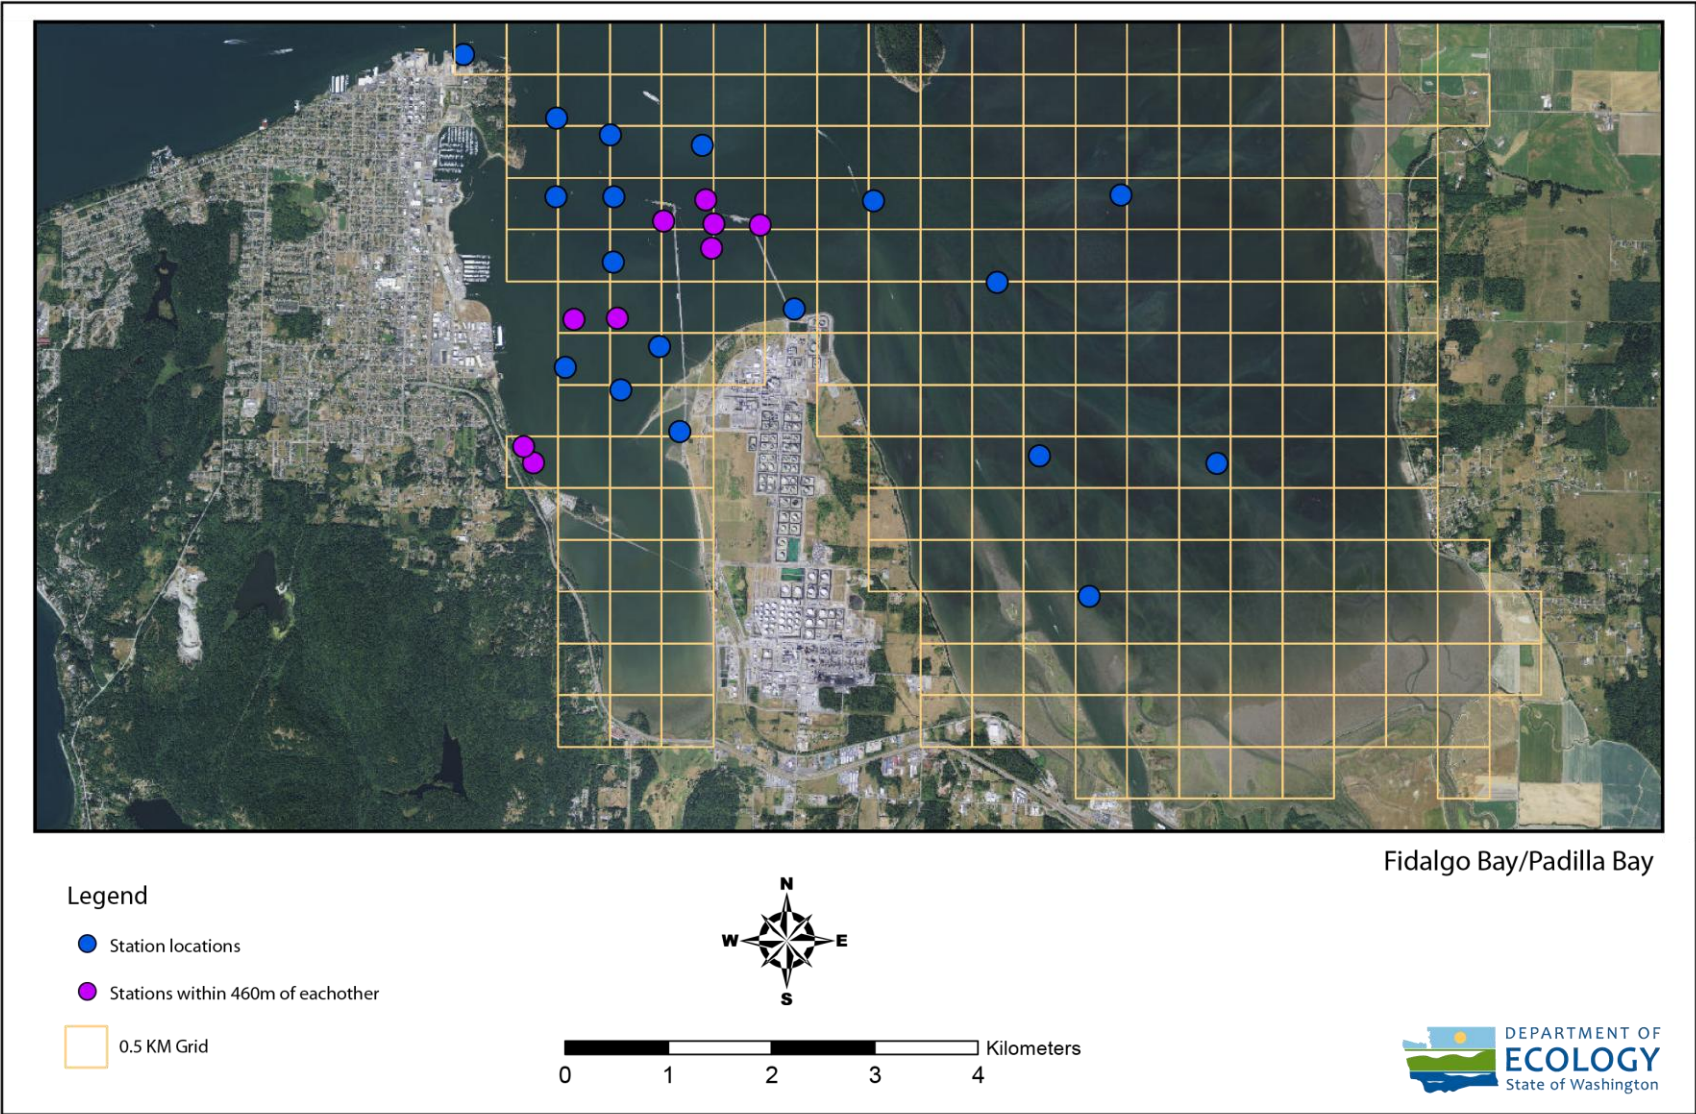 Fidalgo Bay/Padilla Bay
Legend
Station locations
Stations within 460m of eachother
0.5 KM Grid
N
W E
S
Kilometers
0 1 2 3 4
DEPARTMENT OF
ECOLOGY
State of Washington